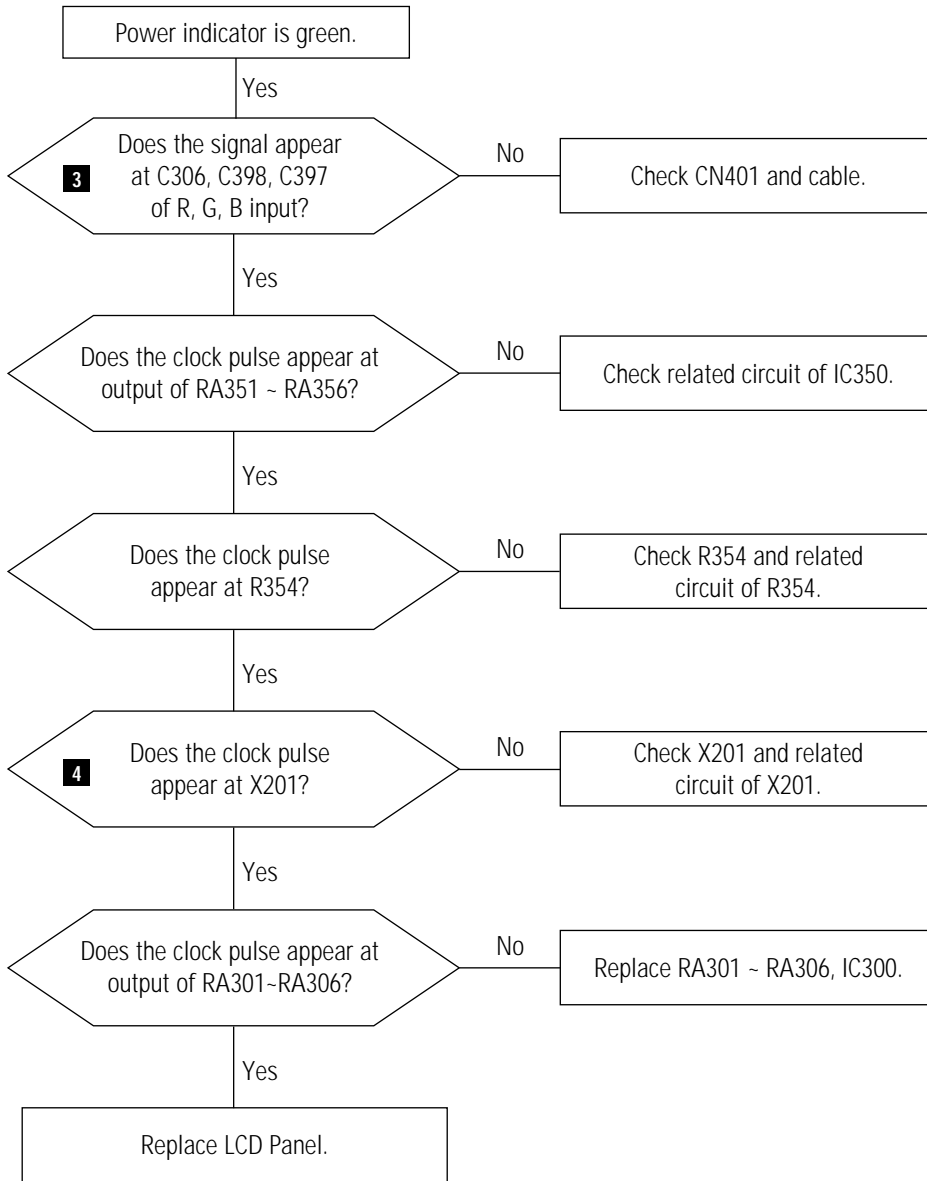 Power indicator is green.
Yes
3
Does the signal appear
at C306, C398, C397
of R, G, B input?
No
Check CN401 and cable.
Yes
Does the clock pulse appear at
output of RA351 ~ RA356?
No
Check related circuit of IC350.
Yes
Does the clock pulse
appear at R354?
No
Check R354 and related
circuit of R354.
Yes
4
Does the clock pulse
appear at X201?
No
Check X201 and related
circuit of X201.
Yes
Does the clock pulse appear at
output of RA301~RA306?
No
Replace RA301 ~ RA306, IC300.
Yes
Replace LCD Panel.